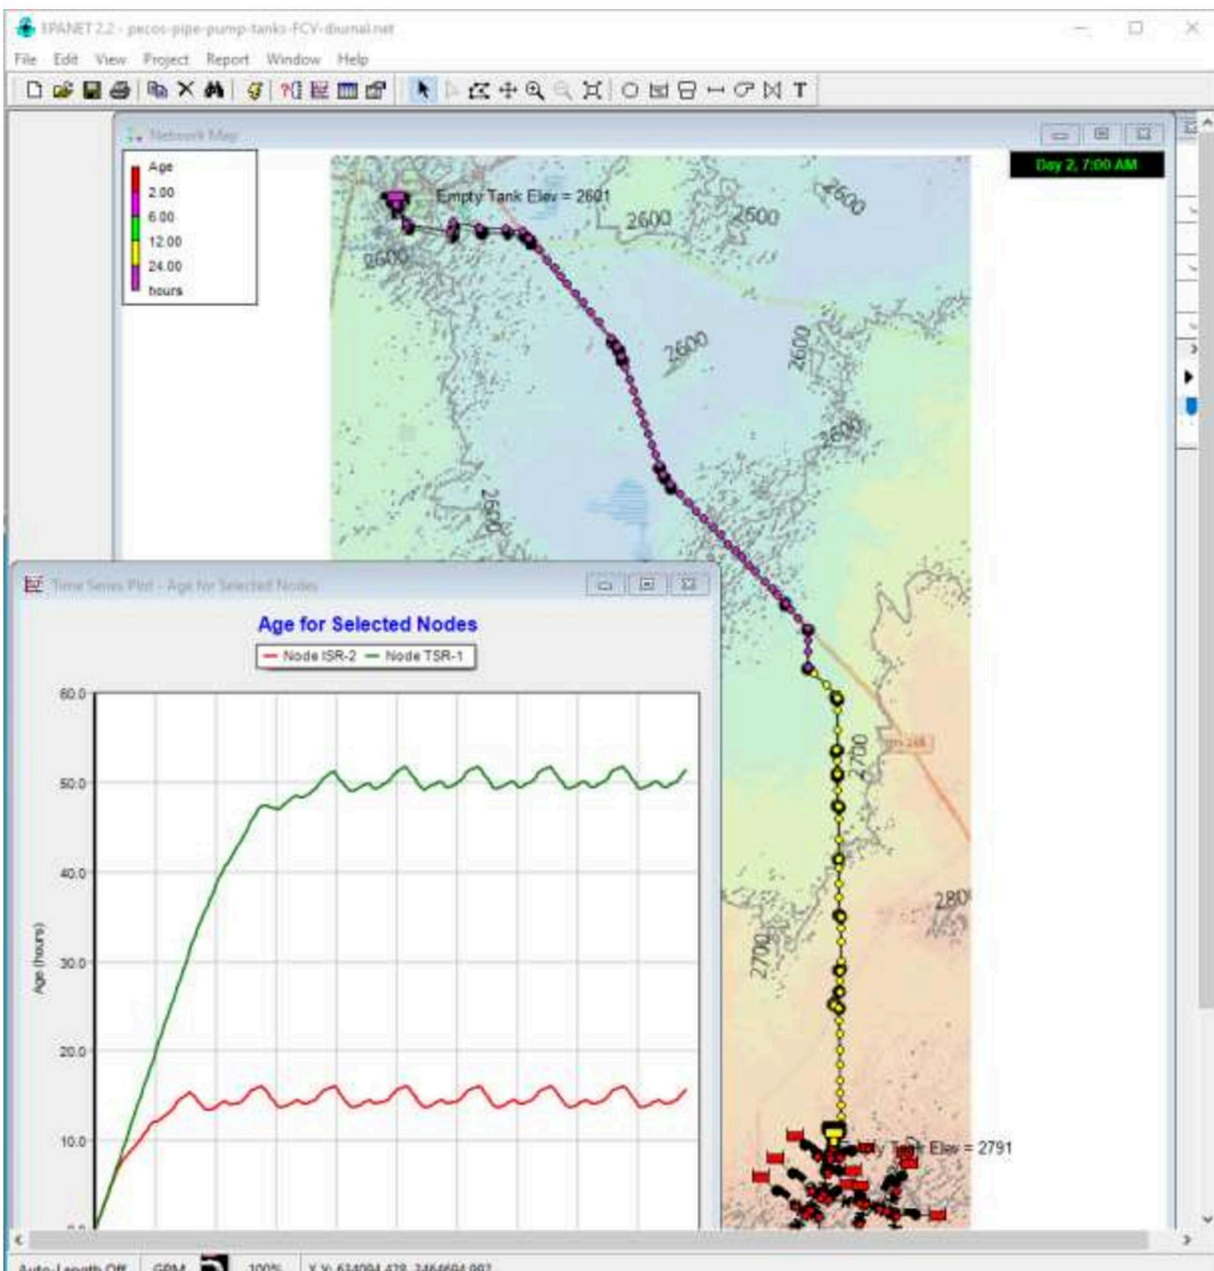 EPANET 2.2 - pecos-pipe-pump-tanks-FCV-diurnal.net
File Edit View Project Report Window Help
T
Network Map
Day 2, 7:00 AM
Age
2.00
6.00
12.00
24.00
hours
Empty Tank Elev = 2601
2600
2600
2600
2600
2600
2600
2600
2600
Time Series Plot - Age for Selected Nodes
Age for Selected Nodes
Node ISR-2 Node TSR-1
60.0
50.0
40.0
30.0
20.0
10.0
0.0
Age (hours)
2700
2800
2700
Empty Tank Elev = 2791
Auto-Length Off GPM 100% X,Y: 634094.428, 3464694.992